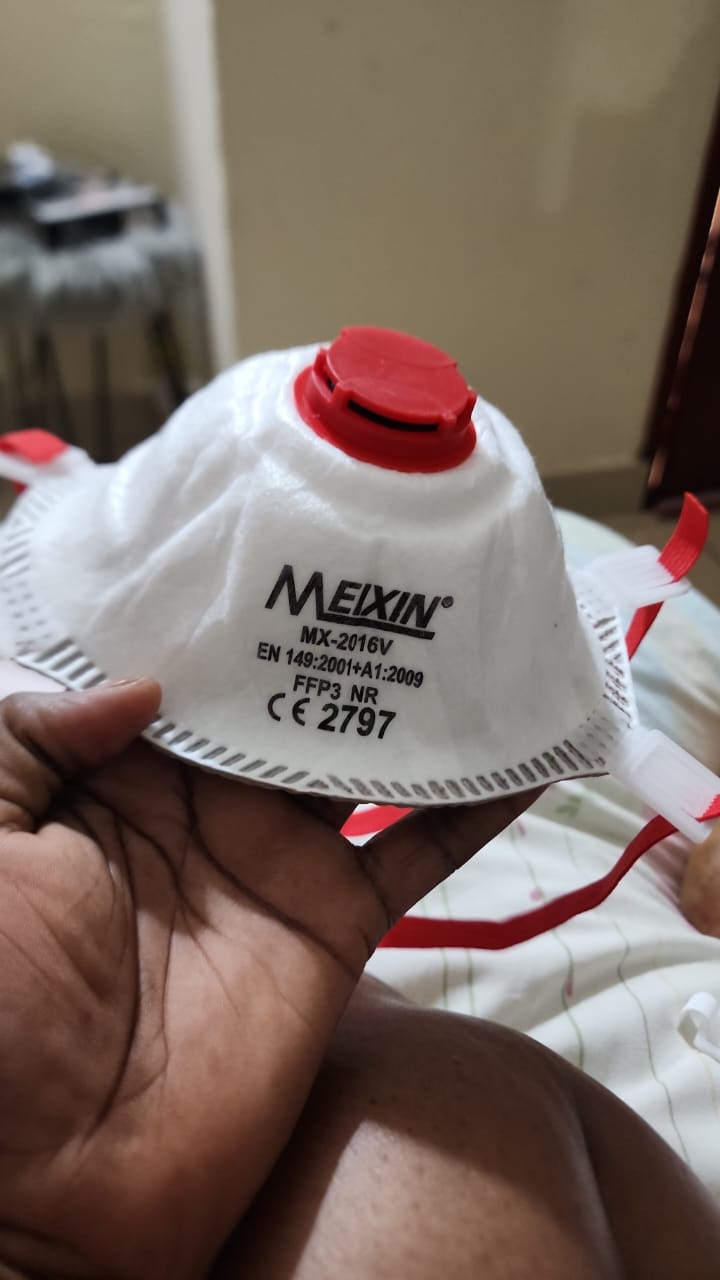 MEIXIN®
MX-2016V
EN 149:2001+A1:2009
FFP3 NR
CE 2797